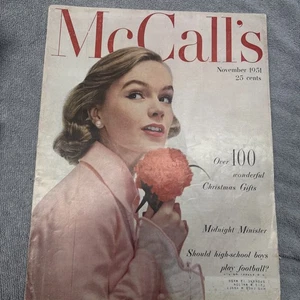 McCall's
November 1951
25 cents
Over 100
wonderful
Christmas Gifts
Midnight Minister
Should high-school boys
play football?